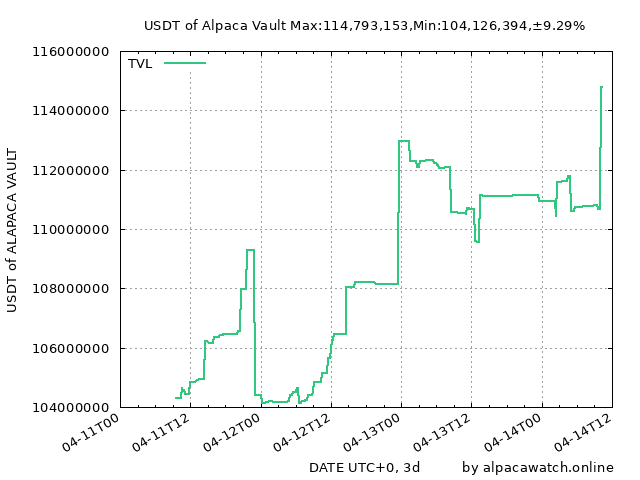 USDT of Alpaca Vault Max:114,793,153,Min:104,126,394,±9.29%
116000000
TVL
114000000
112000000
110000000
108000000
106000000
104000000
USDT of ALAPACA VAULT
04-11T00
04-11T12
04-12T00
04-12T12
04-13T00
04-13T12
04-14T00
04-14T12
DATE UTC+0, 3d
by alpacawatch.online